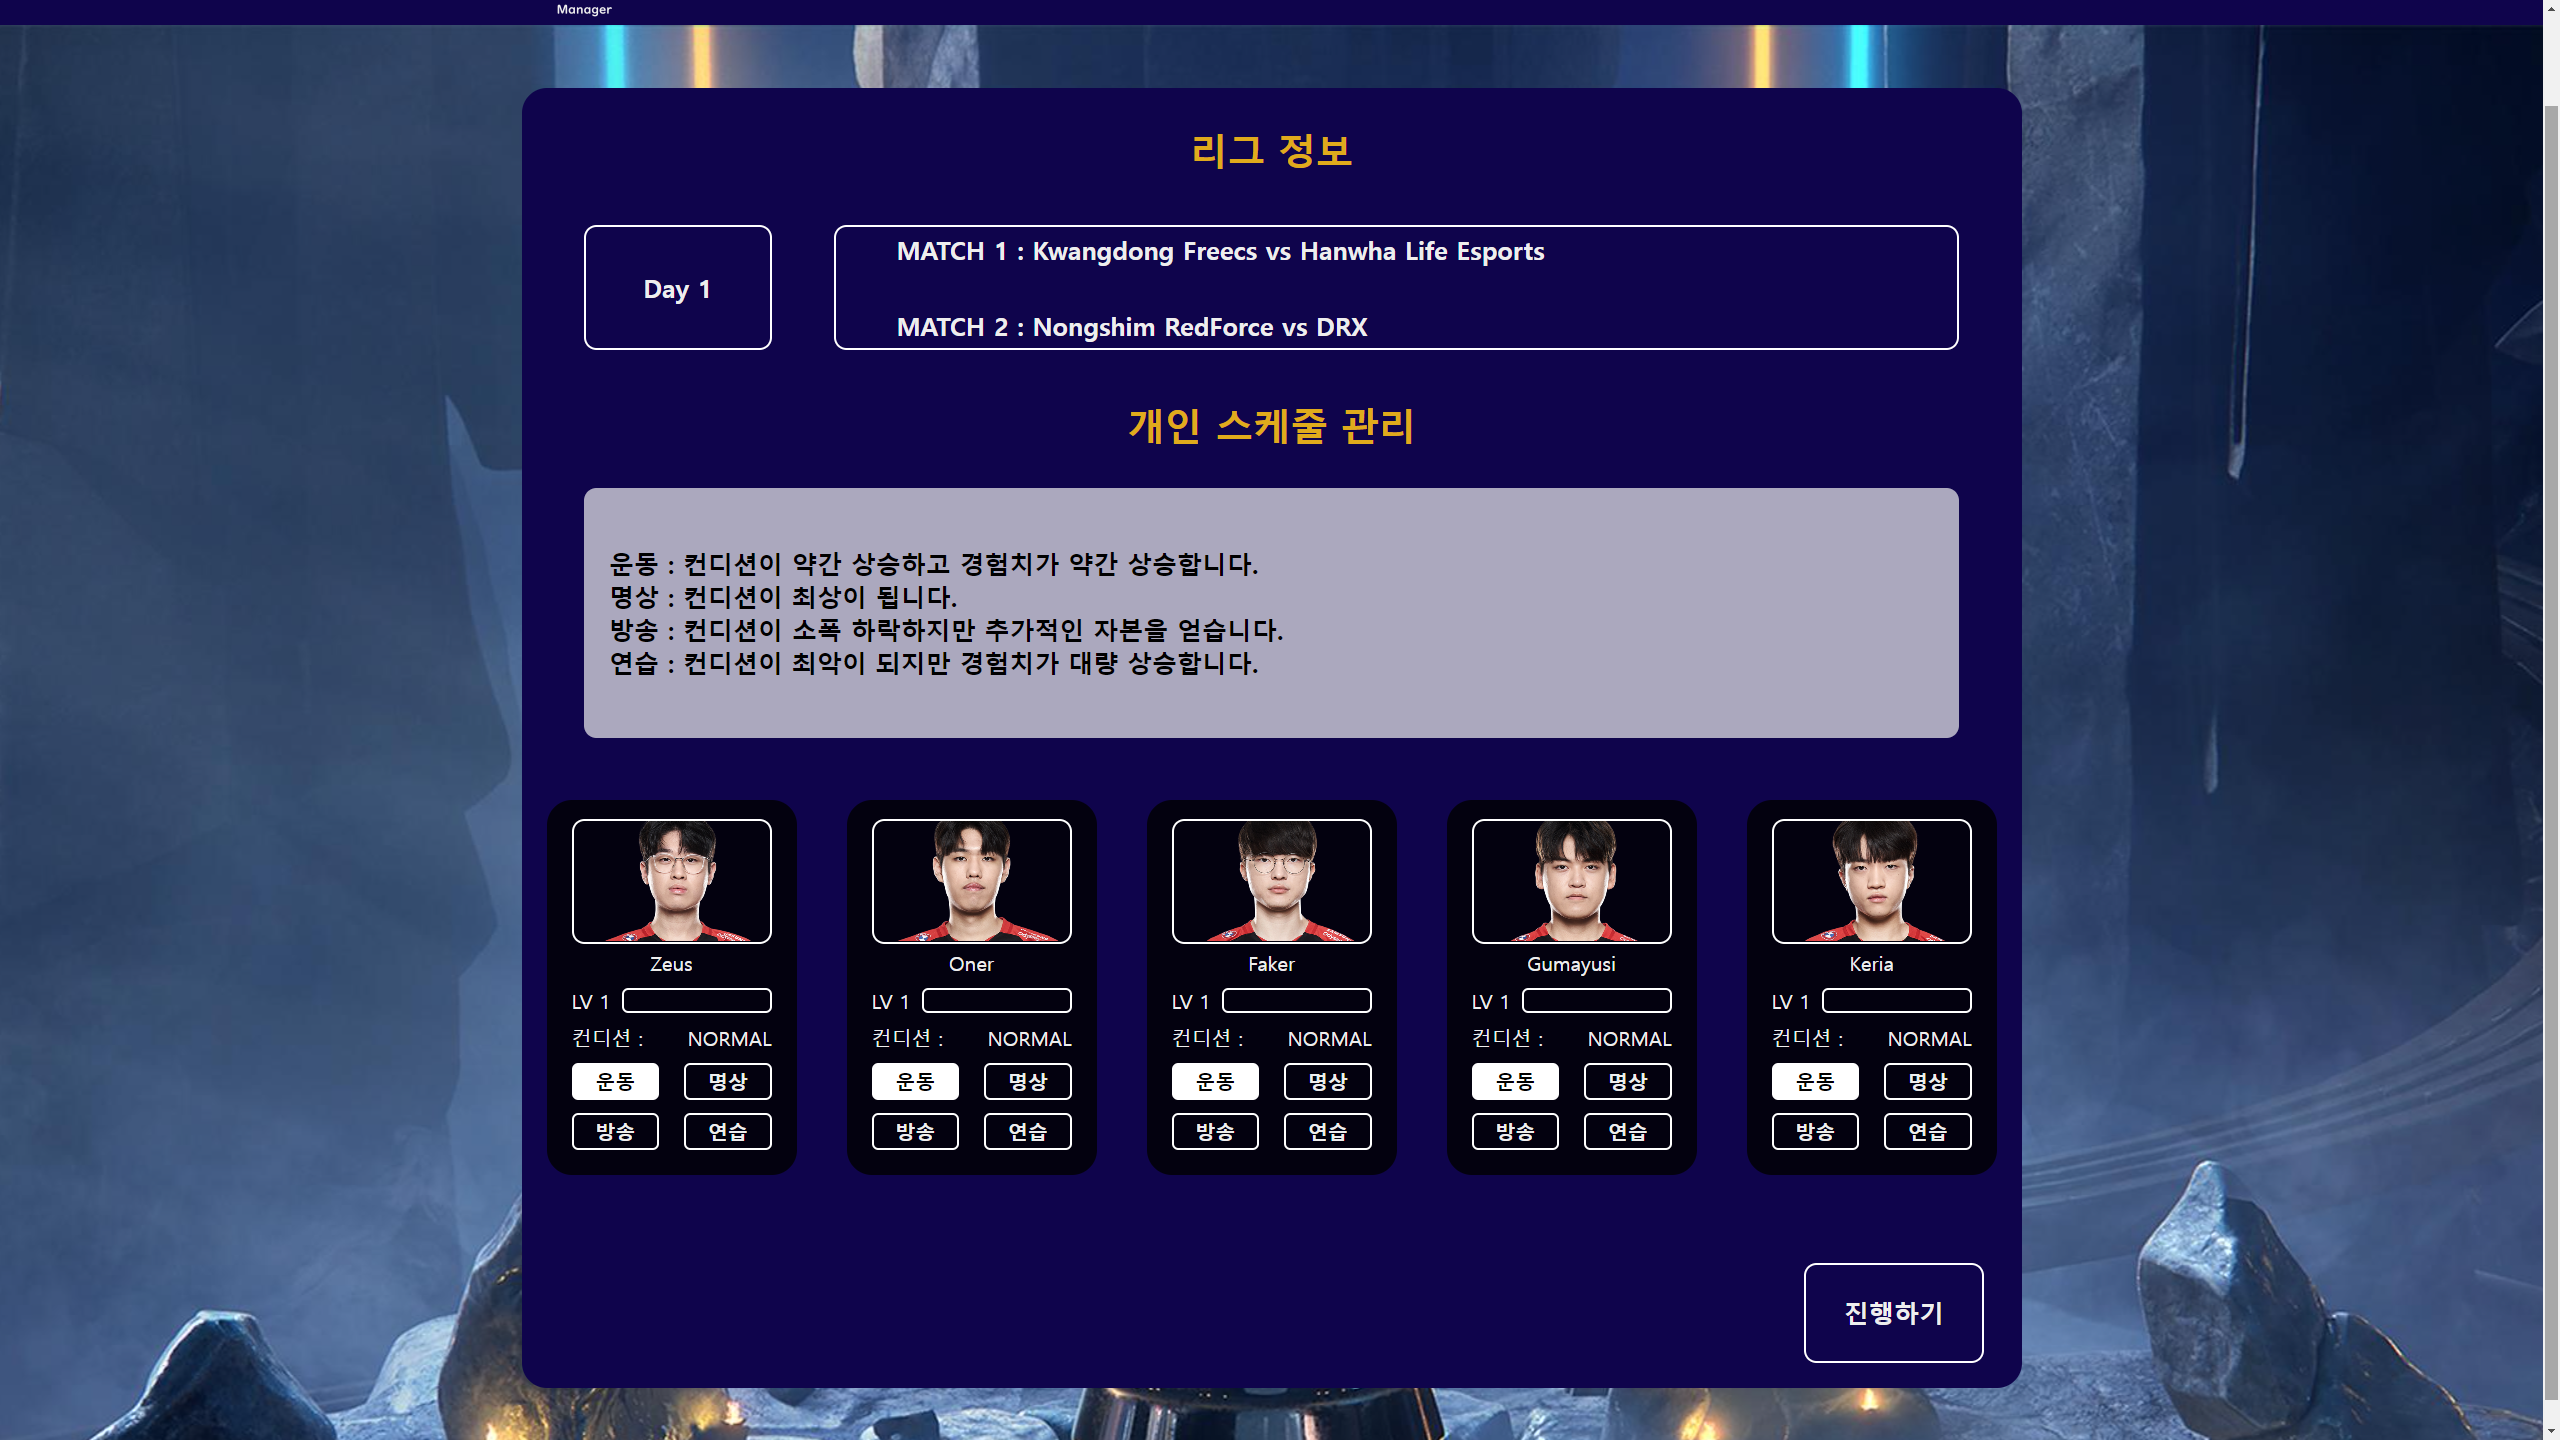 Manager
리그 정보
Day 1
MATCH 1 : Kwangdong Freecs vs Hanwha Life Esports
MATCH 2 : Nongshim RedForce vs DRX
개인 스케줄 관리
운동 : 컨디션이 약간 상승하고 경험치가 약간 상승합니다.
명상 : 컨디션이 최상이 됩니다.
방송 : 컨디션이 소폭 하락하지만 추가적인 자본을 얻습니다.
연습 : 컨디션이 최악이 되지만 경험치가 대량 상승합니다.
Zeus
LV 1
컨디션 : NORMAL
운동 명상
방송 연습
Oner
LV 1
컨디션 : NORMAL
운동 명상
방송 연습
Faker
LV 1
컨디션 : NORMAL
운동 명상
방송 연습
Gumayusi
LV 1
컨디션 : NORMAL
운동 명상
방송 연습
Keria
LV 1
컨디션 : NORMAL
운동 명상
방송 연습
진행하기